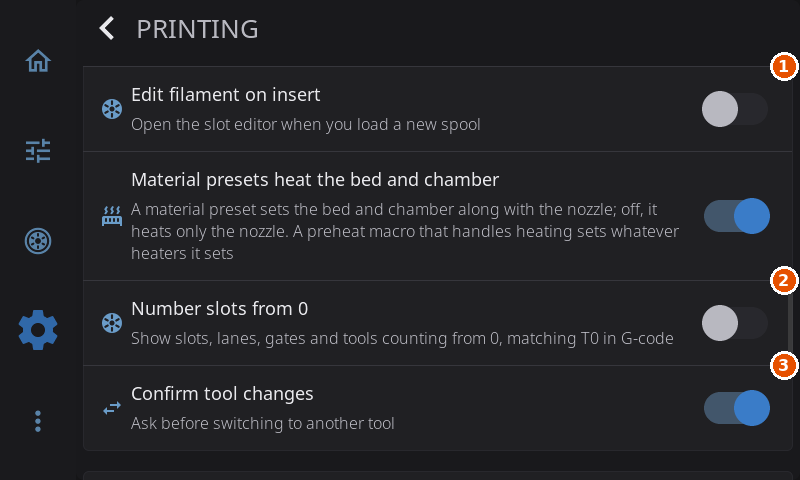 PRINTING
1
Edit filament on insert
Open the slot editor when you load a new spool
Material presets heat the bed and chamber
A material preset sets the bed and chamber along with the nozzle; off, it
heats only the nozzle. A preheat macro that handles heating sets whatever
heaters it sets
2
Number slots from 0
Show slots, lanes, gates and tools counting from 0, matching T0 in G-code
3
Confirm tool changes
Ask before switching to another tool